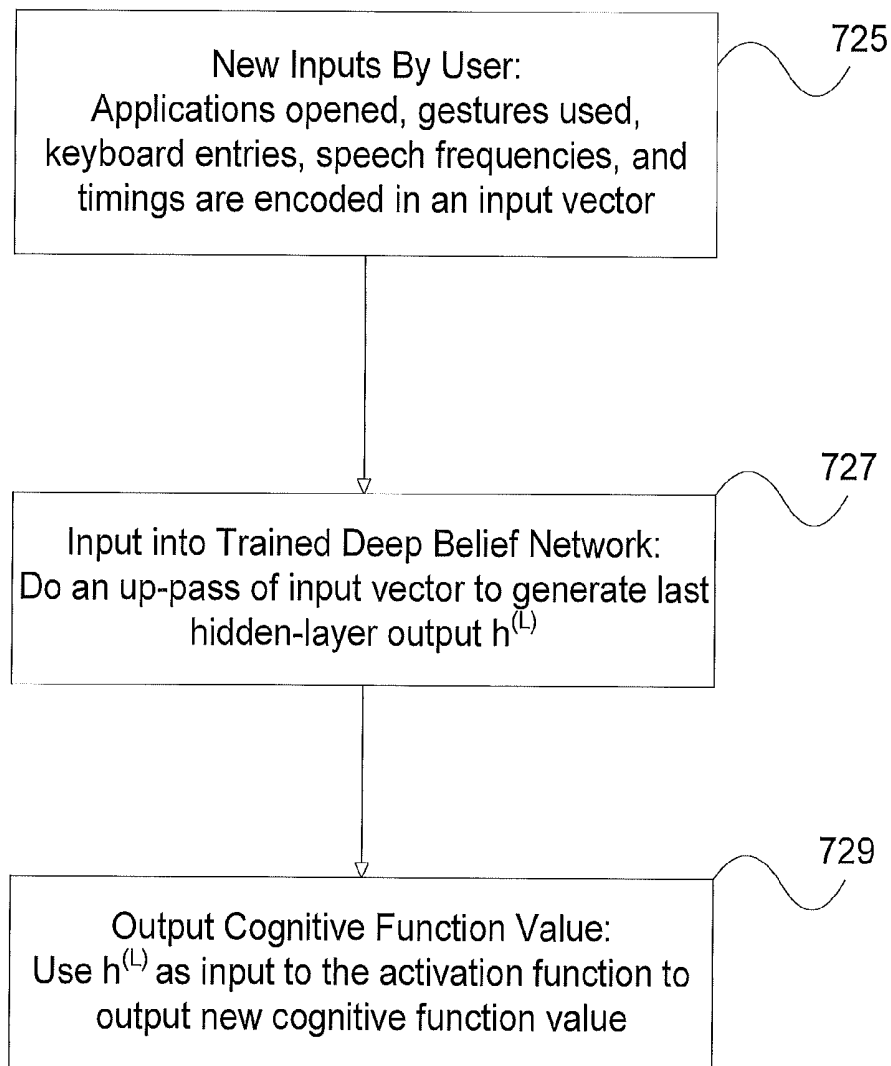 725
New Inputs By User:
Applications opened, gestures used,
keyboard entries, speech frequencies, and
timings are encoded in an input vector
727
Input into Trained Deep Belief Network:
Do an up-pass of input vector to generate last
hidden-layer output h^(L)
729
Output Cognitive Function Value:
Use h^(L) as input to the activation function to
output new cognitive function value